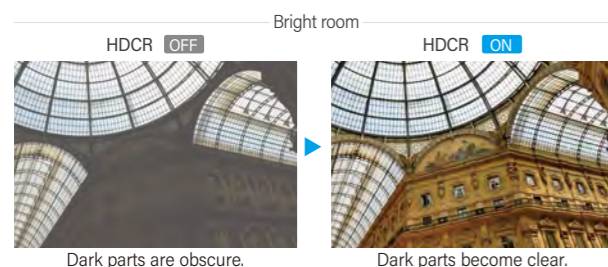 Bright room
HDCR OFF
HDCR ON
Dark parts are obscure.
Dark parts become clear.